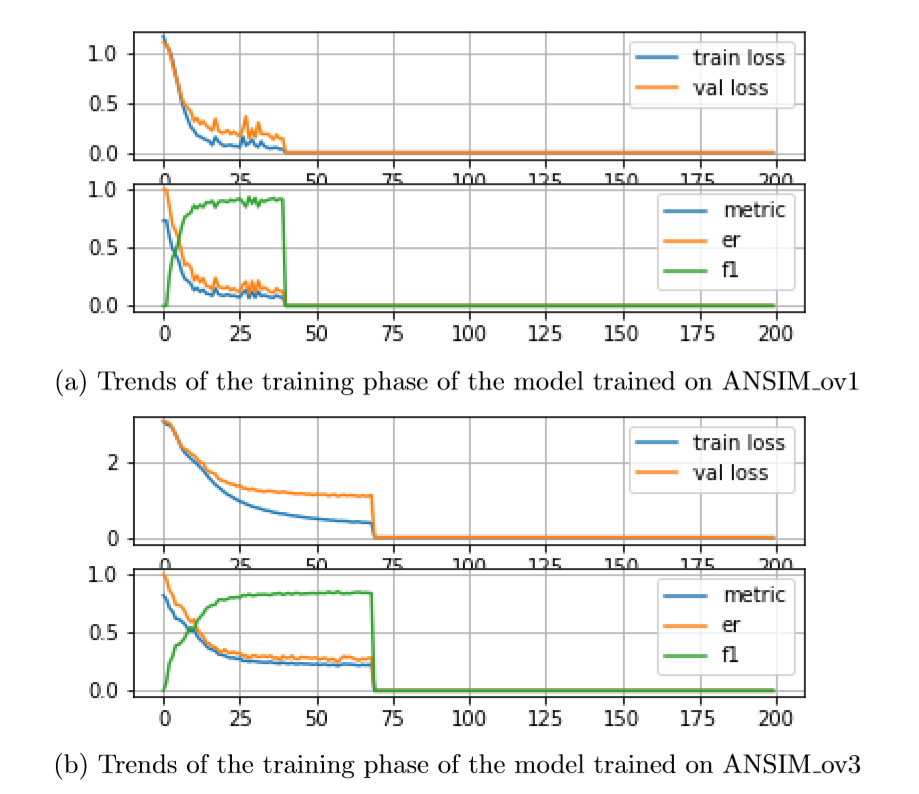 1.0
0.5
0.0
train loss
val loss
0 25 50 75 100 125 150 175 200
1.0
0.5
0.0
metric
er
f1
0 25 50 75 100 125 150 175 200
(a) Trends of the training phase of the model trained on ANSIM_ov1
2
0
train loss
val loss
0 25 50 75 100 125 150 175 200
1.0
0.5
0.0
metric
er
f1
0 25 50 75 100 125 150 175 200
(b) Trends of the training phase of the model trained on ANSIM_ov3